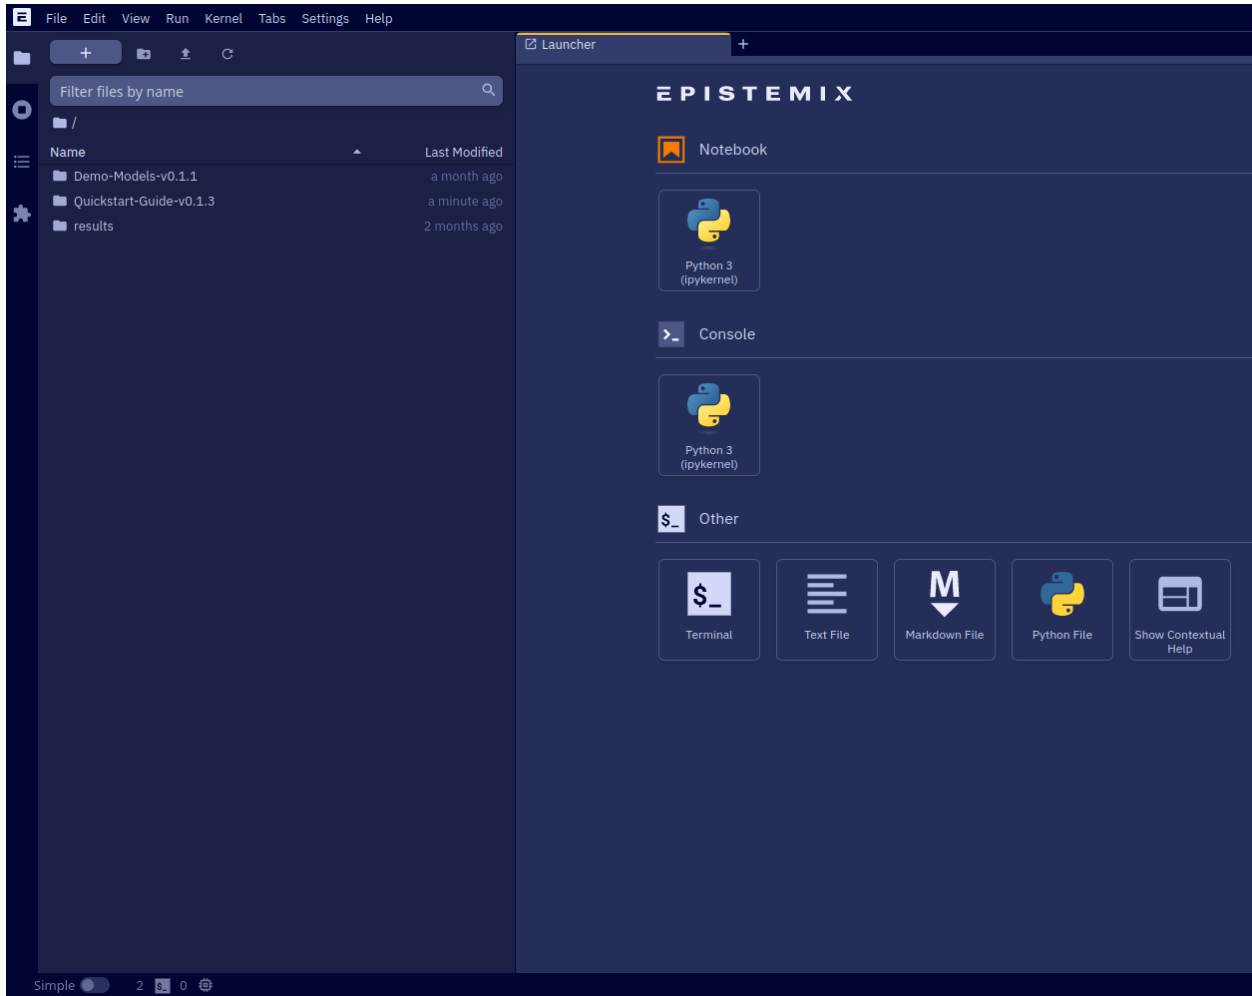 File Edit View Run Kernel Tabs Settings Help
Launcher
Filter files by name
/
Name Last Modified
Demo-Models-v0.1.1 a month ago
Quickstart-Guide-v0.1.3 a minute ago
results 2 months ago
EPISTEMIX
Notebook
Python 3
(ipykernel)
Console
Python 3
(ipykernel)
$_ Other
$_
Terminal
Text File
M
Markdown File
Python File
Show Contextual
Help
Simple 2 $_ 0